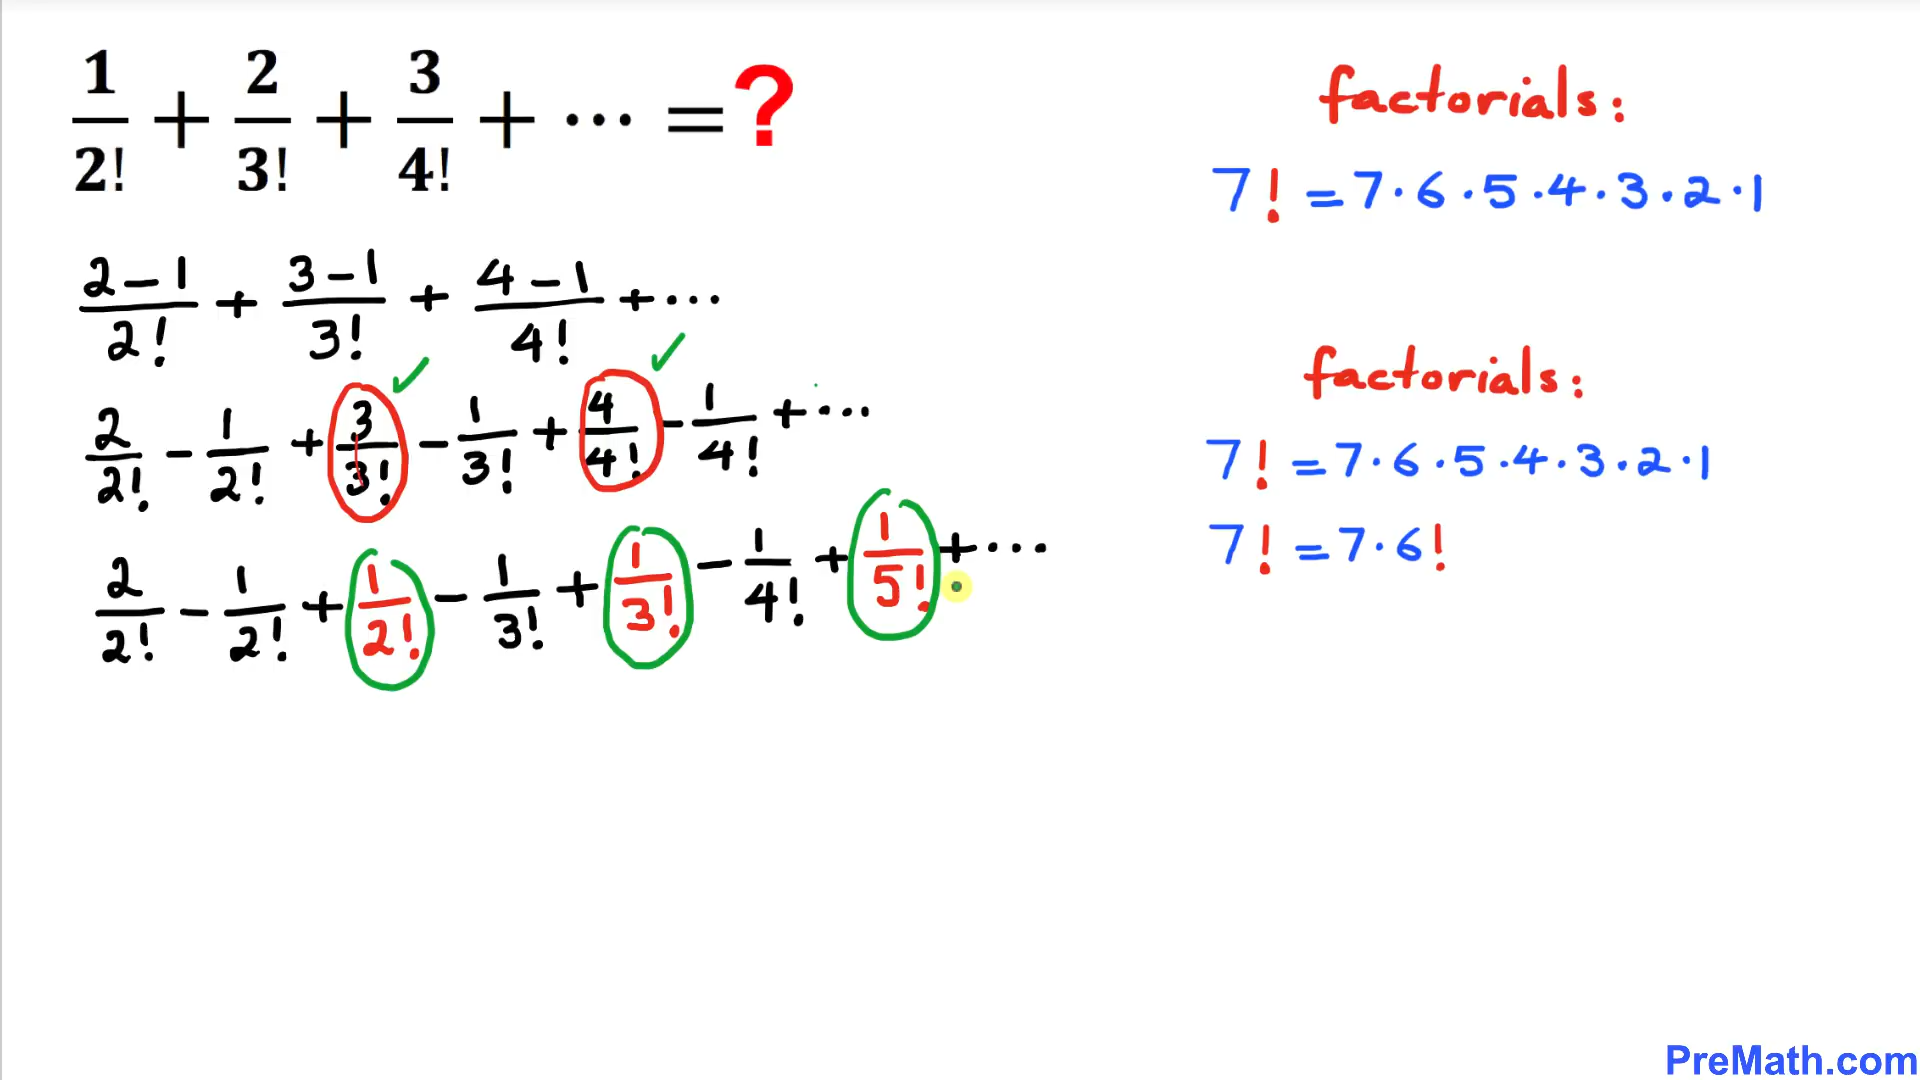 1/2! + 2/3! + 3/4! + ⋯ = ?
2-1/2! + 3-1/3! + 4-1/4! + ⋯
2/2! - 1/2! + 3/3! - 1/3! + 4/4! - 1/4! + ⋯
2/2! - 1/2! + 1/2! - 1/3! + 1/3! - 1/4! + 1/5! + ⋯
factorials:
7! = 7·6·5·4·3·2·1
factorials:
7! = 7·6·5·4·3·2·1
7! = 7·6!
PreMath.com